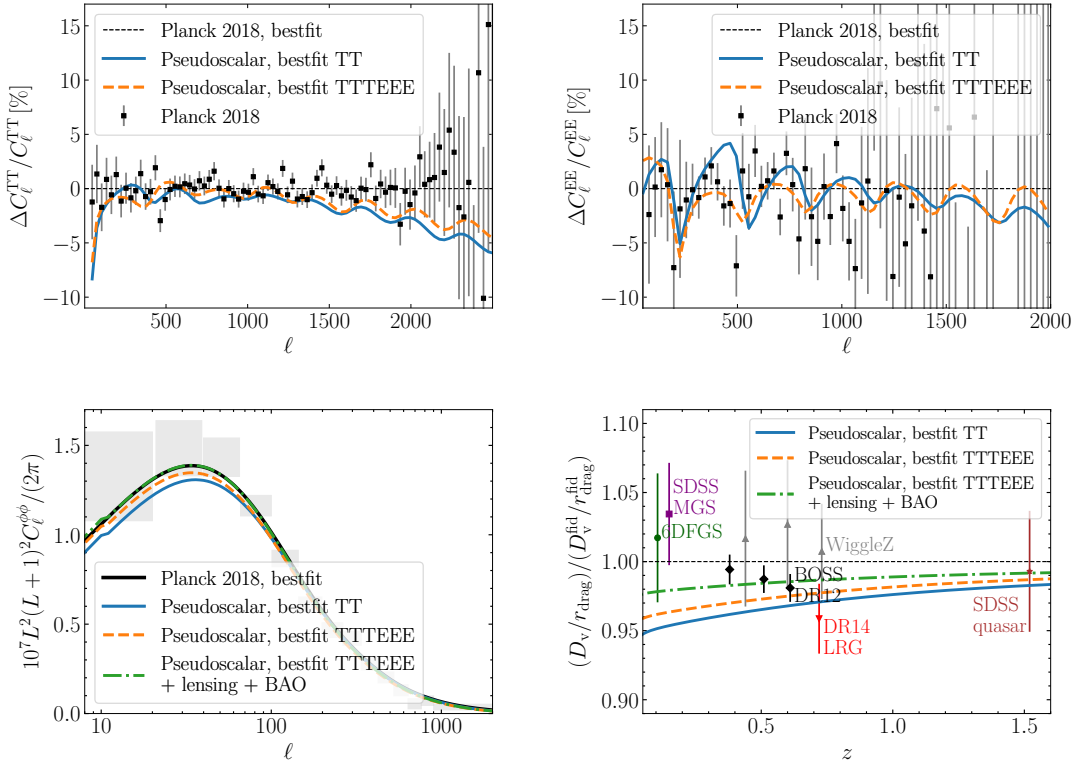 ΔC_ℓ^TT/C_ℓ^TT [%]
15
10
5
0
−5
−10
Planck 2018, bestfit
Pseudoscalar, bestfit TT
Pseudoscalar, bestfit TTTEEE
Planck 2018
500
1000
1500
2000
ℓ
ΔC_ℓ^EE/C_ℓ^EE [%]
15
10
5
0
−5
−10
Planck 2018, bestfit
Pseudoscalar, bestfit TT
Pseudoscalar, bestfit TTTEEE
Planck 2018
500
1000
1500
2000
ℓ
10^7L^2(L + 1)^2C_ℓ^ϕϕ/(2π)
1.5
1.0
0.5
0.0
Planck 2018, bestfit
Pseudoscalar, bestfit TT
Pseudoscalar, bestfit TTTEEE
Pseudoscalar, bestfit TTTEEE
+ lensing + BAO
10
100
1000
ℓ
(D_v/r_drag)/(D_v^fid/r_drag^fid)
1.10
1.05
1.00
0.95
0.90
Pseudoscalar, bestfit TT
Pseudoscalar, bestfit TTTEEE
Pseudoscalar, bestfit TTTEEE
+ lensing + BAO
SDSS
MGS
6DFGS
WiggleZ
BOSS
DR12
DR14
LRG
SDSS
quasar
0.5
1.0
1.5
z